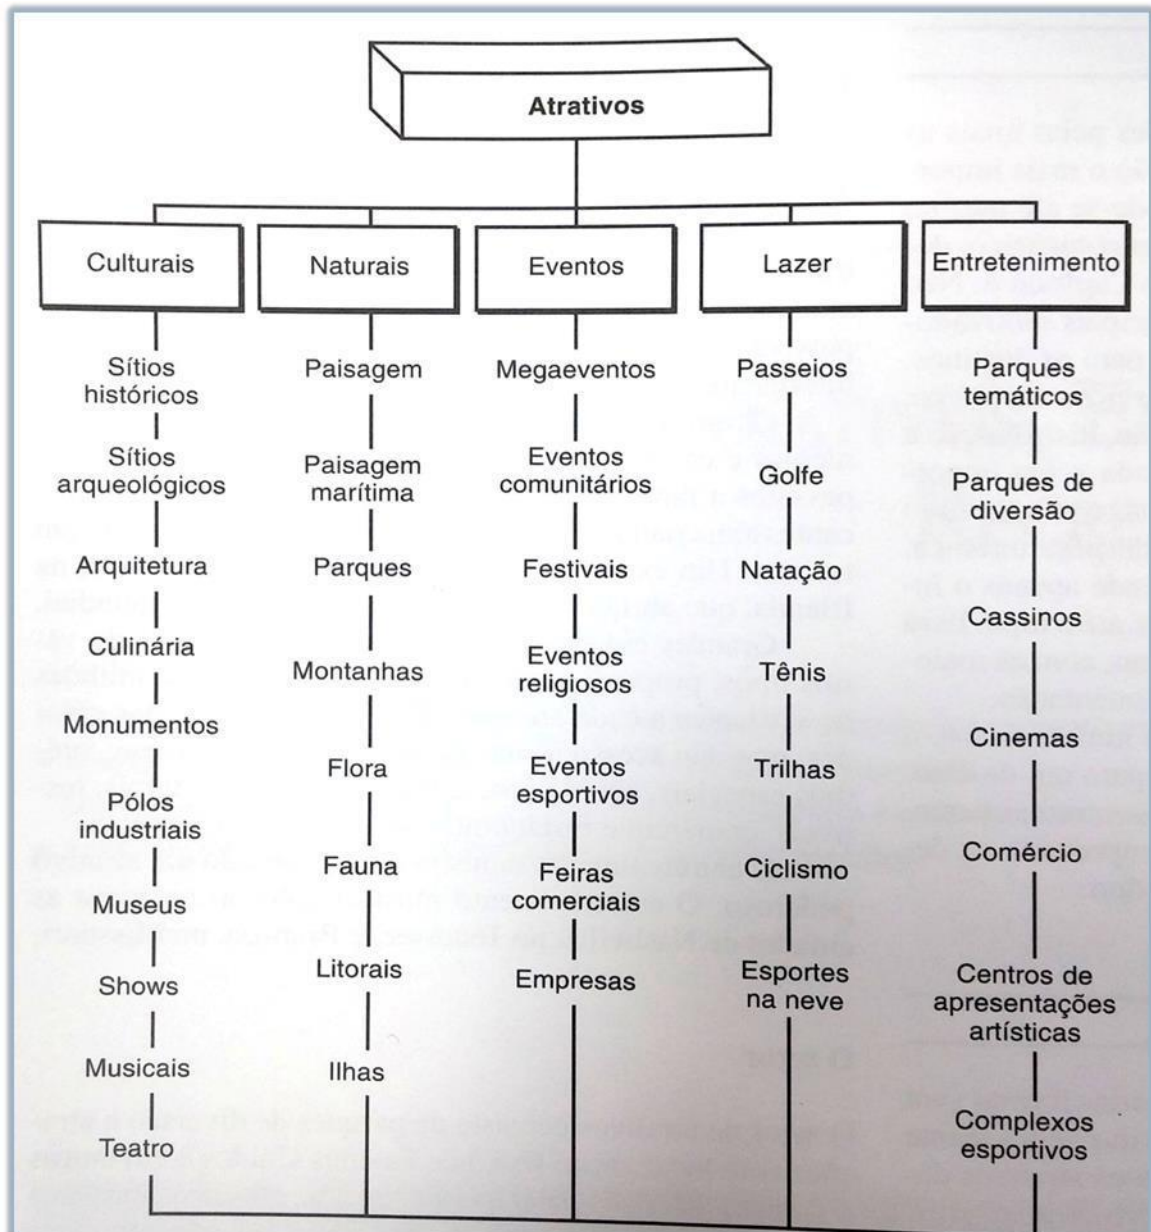 Atrativos
Culturais
Naturais
Eventos
Lazer
Entretenimento
Sítios
históricos
Sítios
arqueológicos
Arquitetura
Culinária
Monumentos
Pólos
industriais
Museus
Shows
Musicais
Teatro
Paisagem
Paisagem
marítima
Parques
Montanhas
Flora
Fauna
Litorais
Ilhas
Megaeventos
Eventos
comunitários
Festivais
Eventos
religiosos
Eventos
esportivos
Feiras
comerciais
Empresas
Passeios
Golfe
Natação
Tênis
Trilhas
Ciclismo
Esportes
na neve
Parques
temáticos
Parques de
diversão
Cassinos
Cinemas
Comércio
Centros de
apresentações
artísticas
Complexos
esportivos